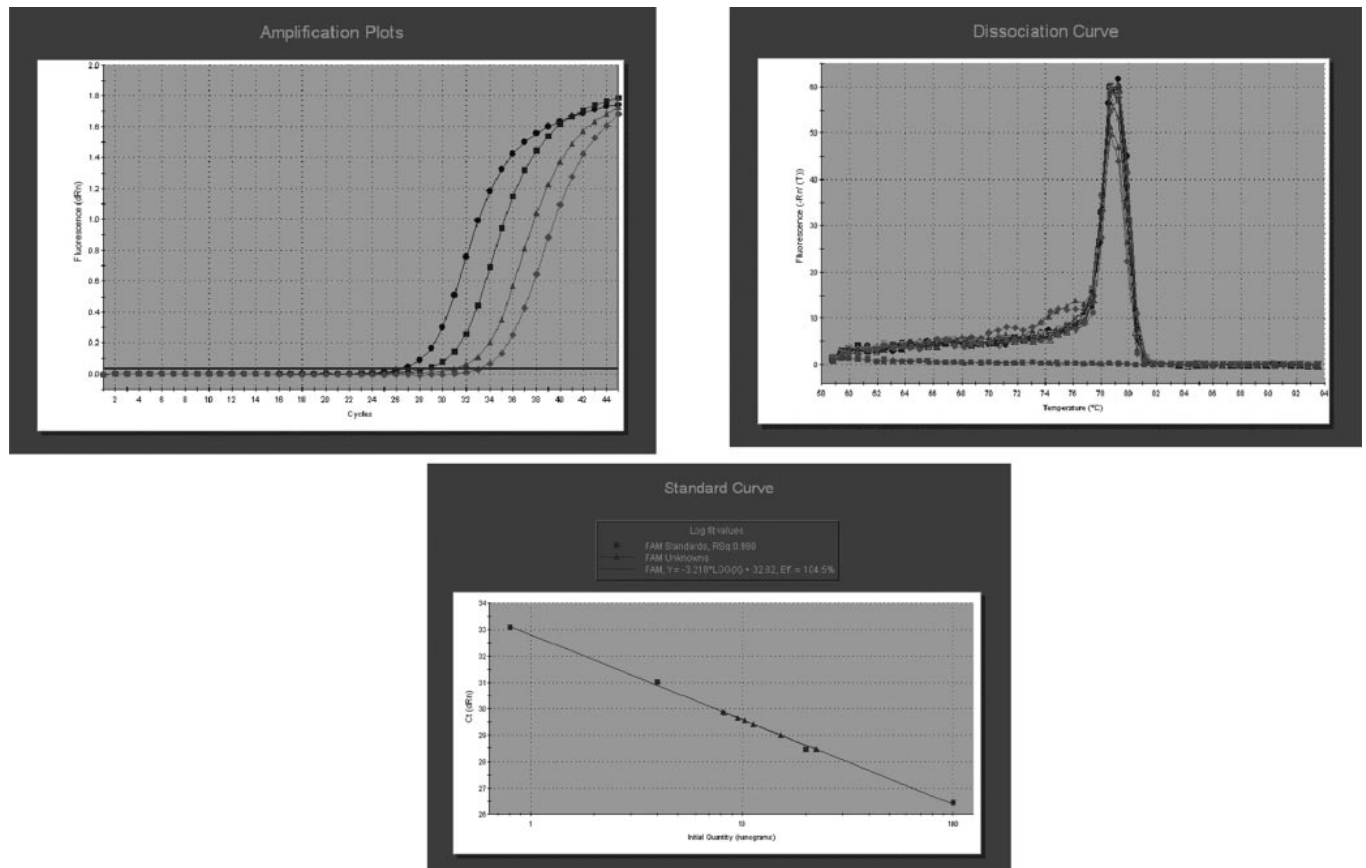 Amplification Plots
Fluorescence (dRn)
2.0
1.8
1.6
1.4
1.2
1.0
0.8
0.6
0.4
0.2
0.0
2 4 6 8 10 12 14 16 18 20 22 24 26 28 30 32 34 36 38 40 42 44
Cycles
Dissociation Curve
Fluorescence (-Rn'(T))
60
50
40
30
20
10
0
58 60 62 64 66 68 70 72 74 76 78 80 82 84 86 88 90 92 94
Temperature (°C)
Standard Curve
Log fit values
FAM Standards, RSq:0.998
FAM Unknowns
FAM, Y = -3.218*LOG(X) + 32.82, Eff. = 104.5%
Ct (dRn)
34
33
32
31
30
29
28
27
26
1 10 100
Initial Quantity (nanograms)